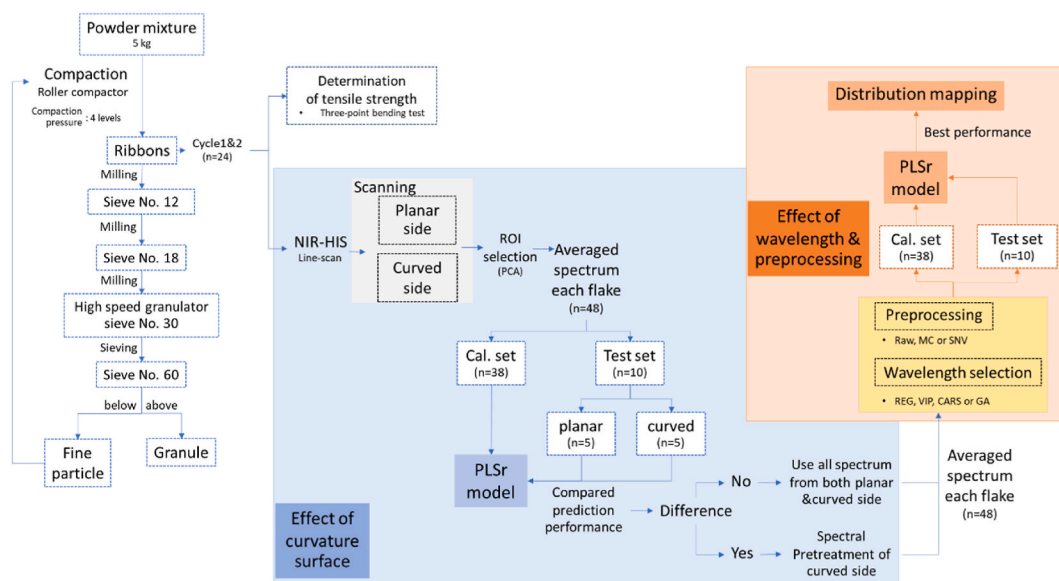 Powder mixture
5 kg
Compaction
Roller compactor
Compaction
pressure : 4 levels
Ribbons
Cycle1&2
(n=24)
Milling
Sieve No. 12
Milling
Sieve No. 18
Milling
High speed granulator
sieve No. 30
Sieving
Sieve No. 60
below
above
Fine
particle
Granule
Determination
of tensile strength
• Three-point bending test
NIR-HIS
Line-scan
Scanning
Planar
side
Curved
side
ROI
selection
(PCA)
Averaged
spectrum
each flake
(n=48)
Cal. set
(n=38)
Test set
(n=10)
planar
(n=5)
curved
(n=5)
PLSr
model
Compared
prediction
performance
Difference
No
Use all spectrum
from both planar
&curved side
Yes
Spectral
Pretreatment of
curved side
Effect of
curvature
surface
Averaged
spectrum
each flake
(n=48)
Distribution mapping
Best performance
PLSr
model
Effect of
wavelength &
preprocessing
Cal. set
(n=38)
Test set
(n=10)
Preprocessing
• Raw, MC or SNV
Wavelength selection
• REG, VIP, CARS or GA